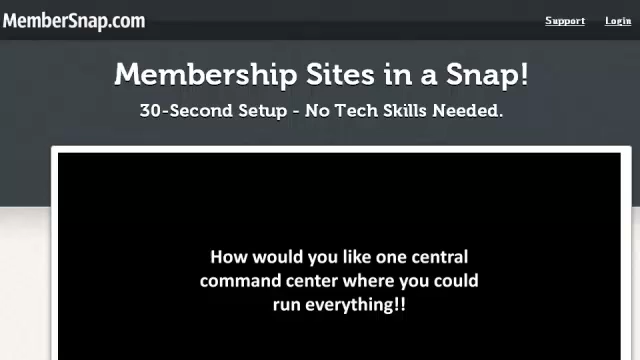 MemberSnap.com
Support Login
Membership Sites in a Snap!
30-Second Setup - No Tech Skills Needed.
How would you like one central
command center where you could
run everything!!